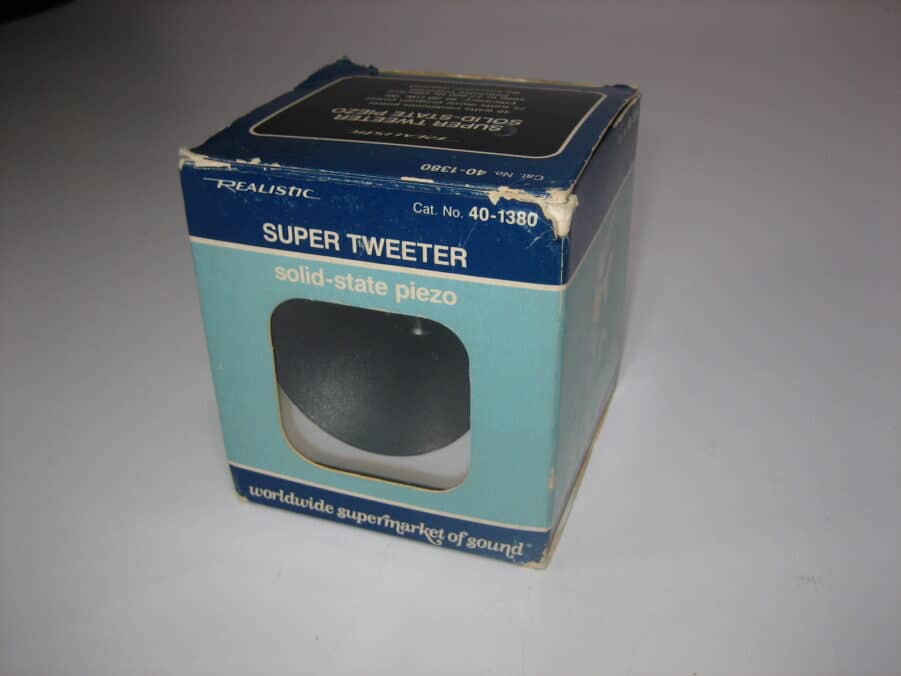 REALISTIC
SUPER TWEETER
SOLID-STATE PIEZO
Cat. No. 40-1380
REALISTIC
Cat. No. 40-1380
SUPER TWEETER
solid-state piezo
worldwide supermarket of sound